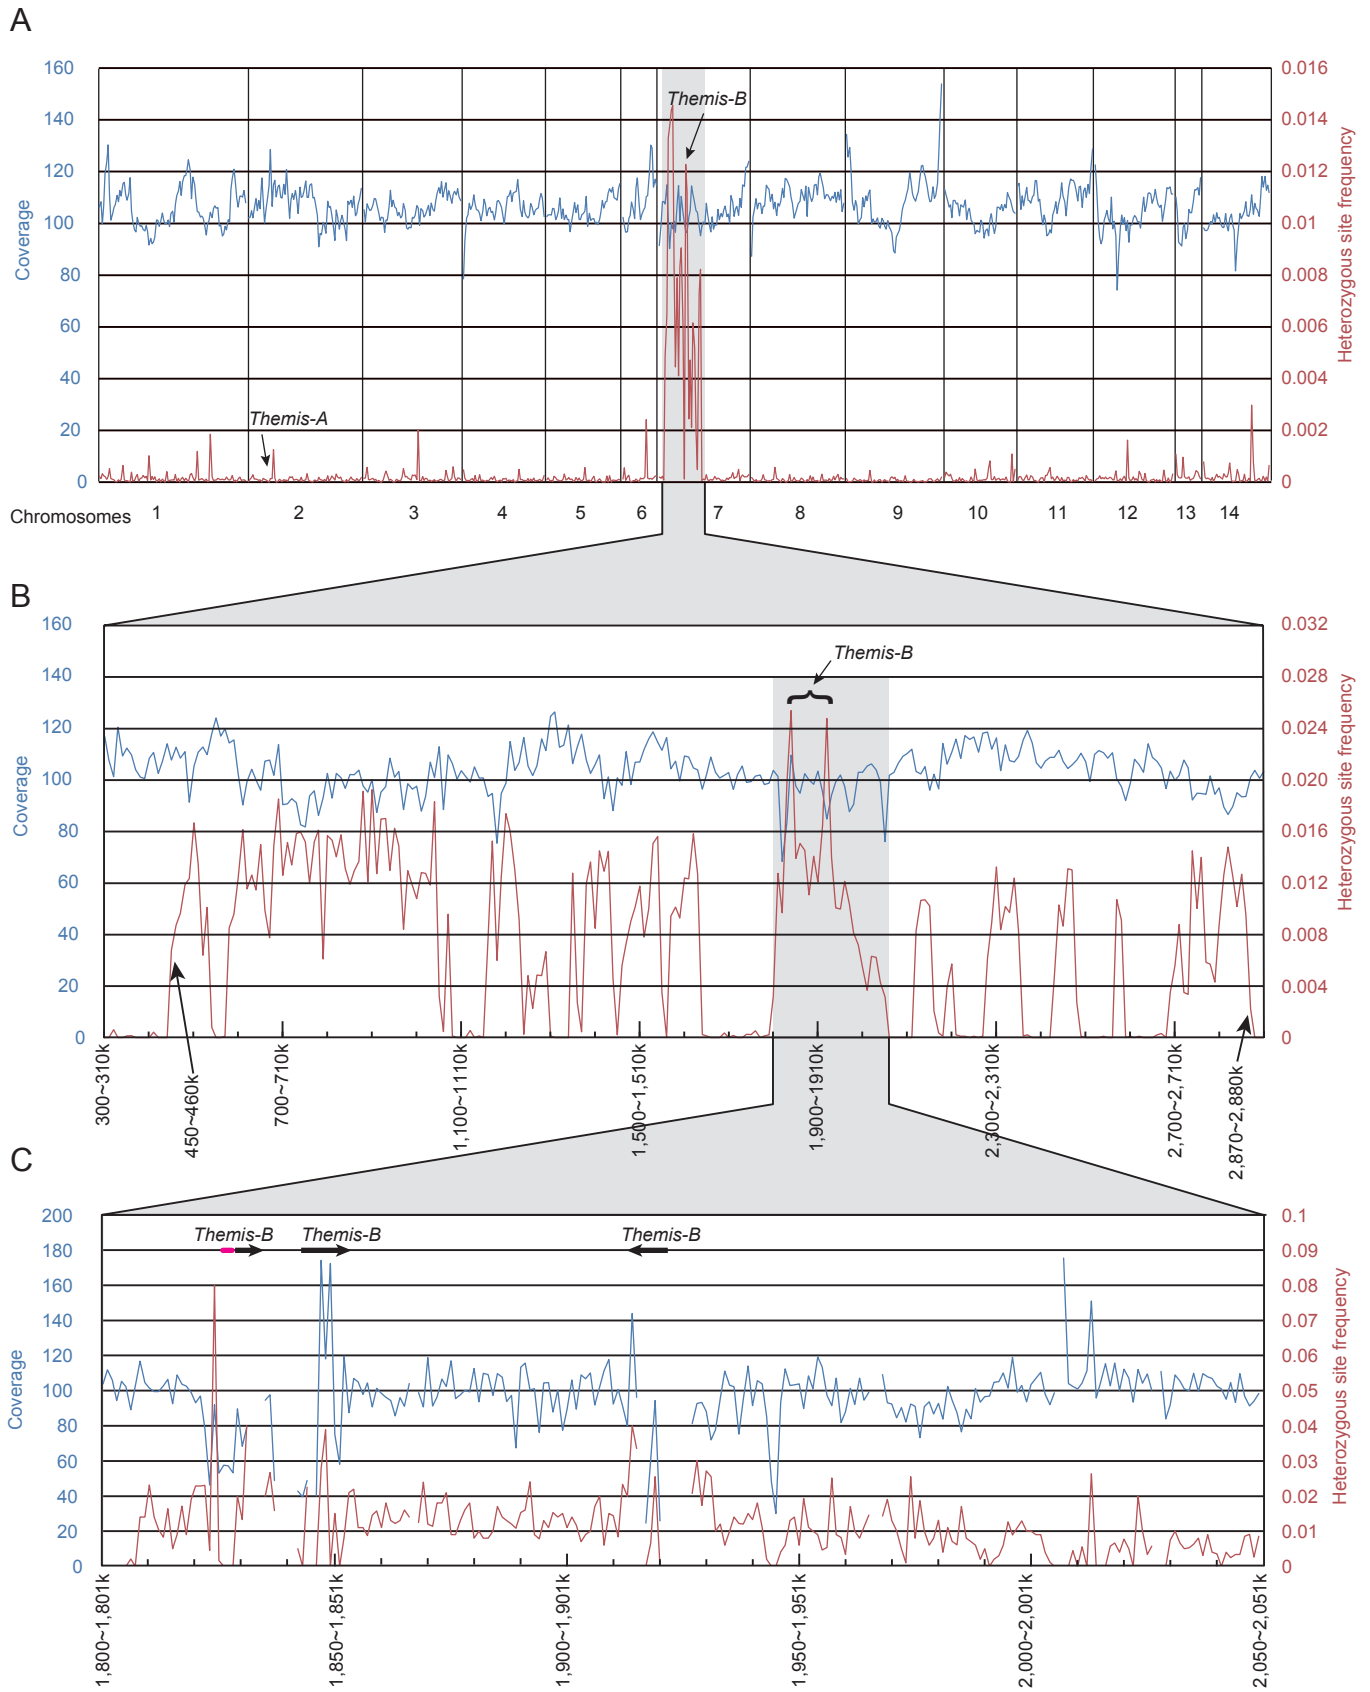 A
160
140
120
100
80
60
40
20
0
Coverage
0.016
0.014
0.012
0.01
0.008
0.006
0.004
0.002
0
Heterozygous site frequency
Themis-B
Themis-A
Chromosomes 1 2 3 4 5 6 7 8 9 10 11 12 13 14
B
160
140
120
100
80
60
40
20
0
Coverage
0.032
0.028
0.024
0.020
0.016
0.012
0.008
0.004
0
Heterozygous site frequency
Themis-B
300~310k
450~460k
700~710k
1,100~1110k
1,500~1,510k
1,900~1910k
2,300~2,310k
2,700~2,710k
2,870~2,880k
C
200
180
160
140
120
100
80
60
40
20
0
Coverage
0.1
0.09
0.08
0.07
0.06
0.05
0.04
0.03
0.02
0.01
0
Heterozygous site frequency
Themis-B Themis-B Themis-B
1,800~1,801k
1,850~1,851k
1,900~1,901k
1,950~1,951k
2,000~2,001k
2,050~2,051k